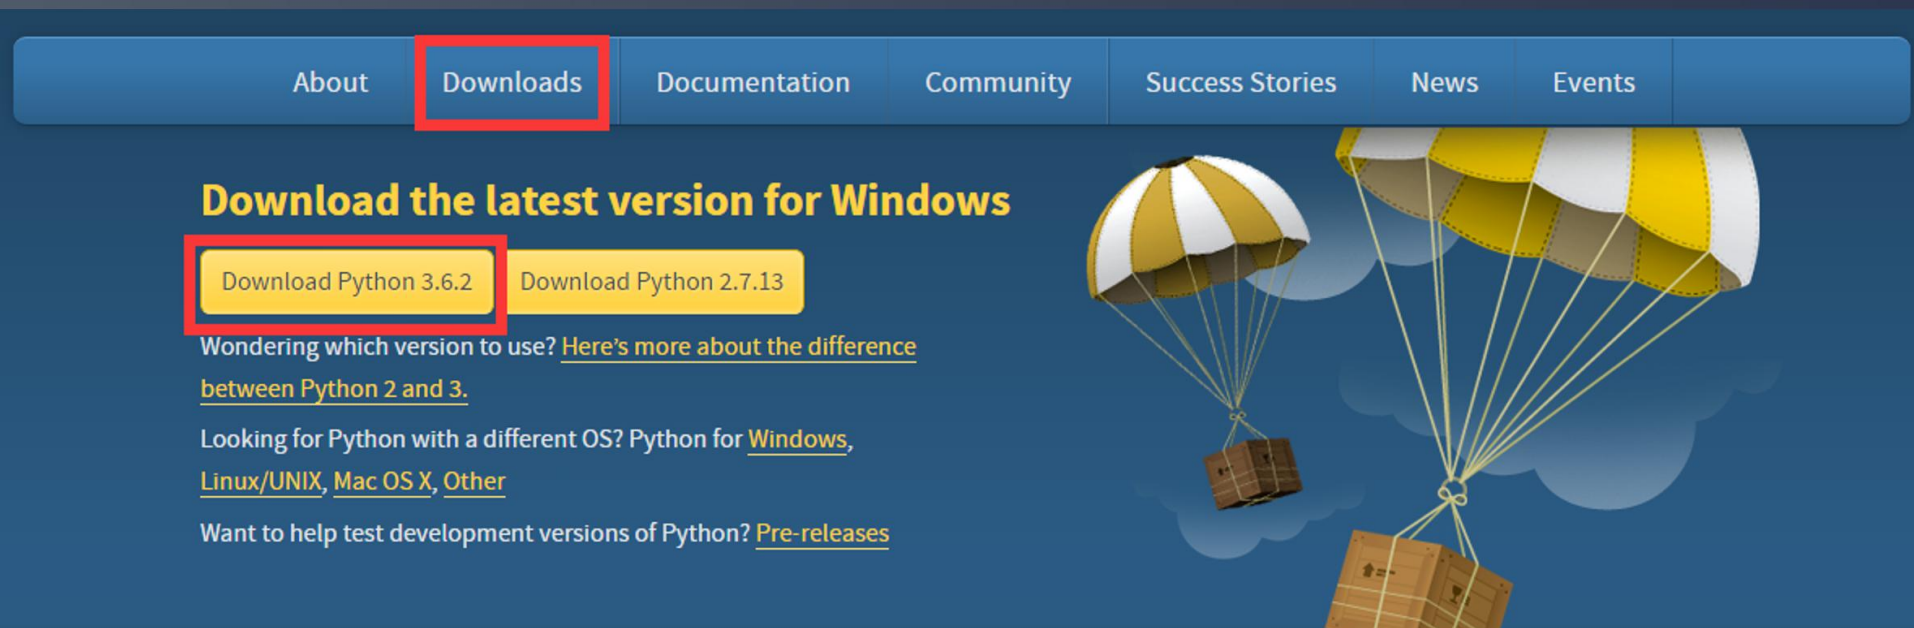 About Downloads Documentation Community Success Stories News Events
Download the latest version for Windows
Download Python 3.6.2 Download Python 2.7.13
Wondering which version to use? Here’s more about the difference
between Python 2 and 3.
Looking for Python with a different OS? Python for Windows,
Linux/UNIX, Mac OS X, Other
Want to help test development versions of Python? Pre-releases